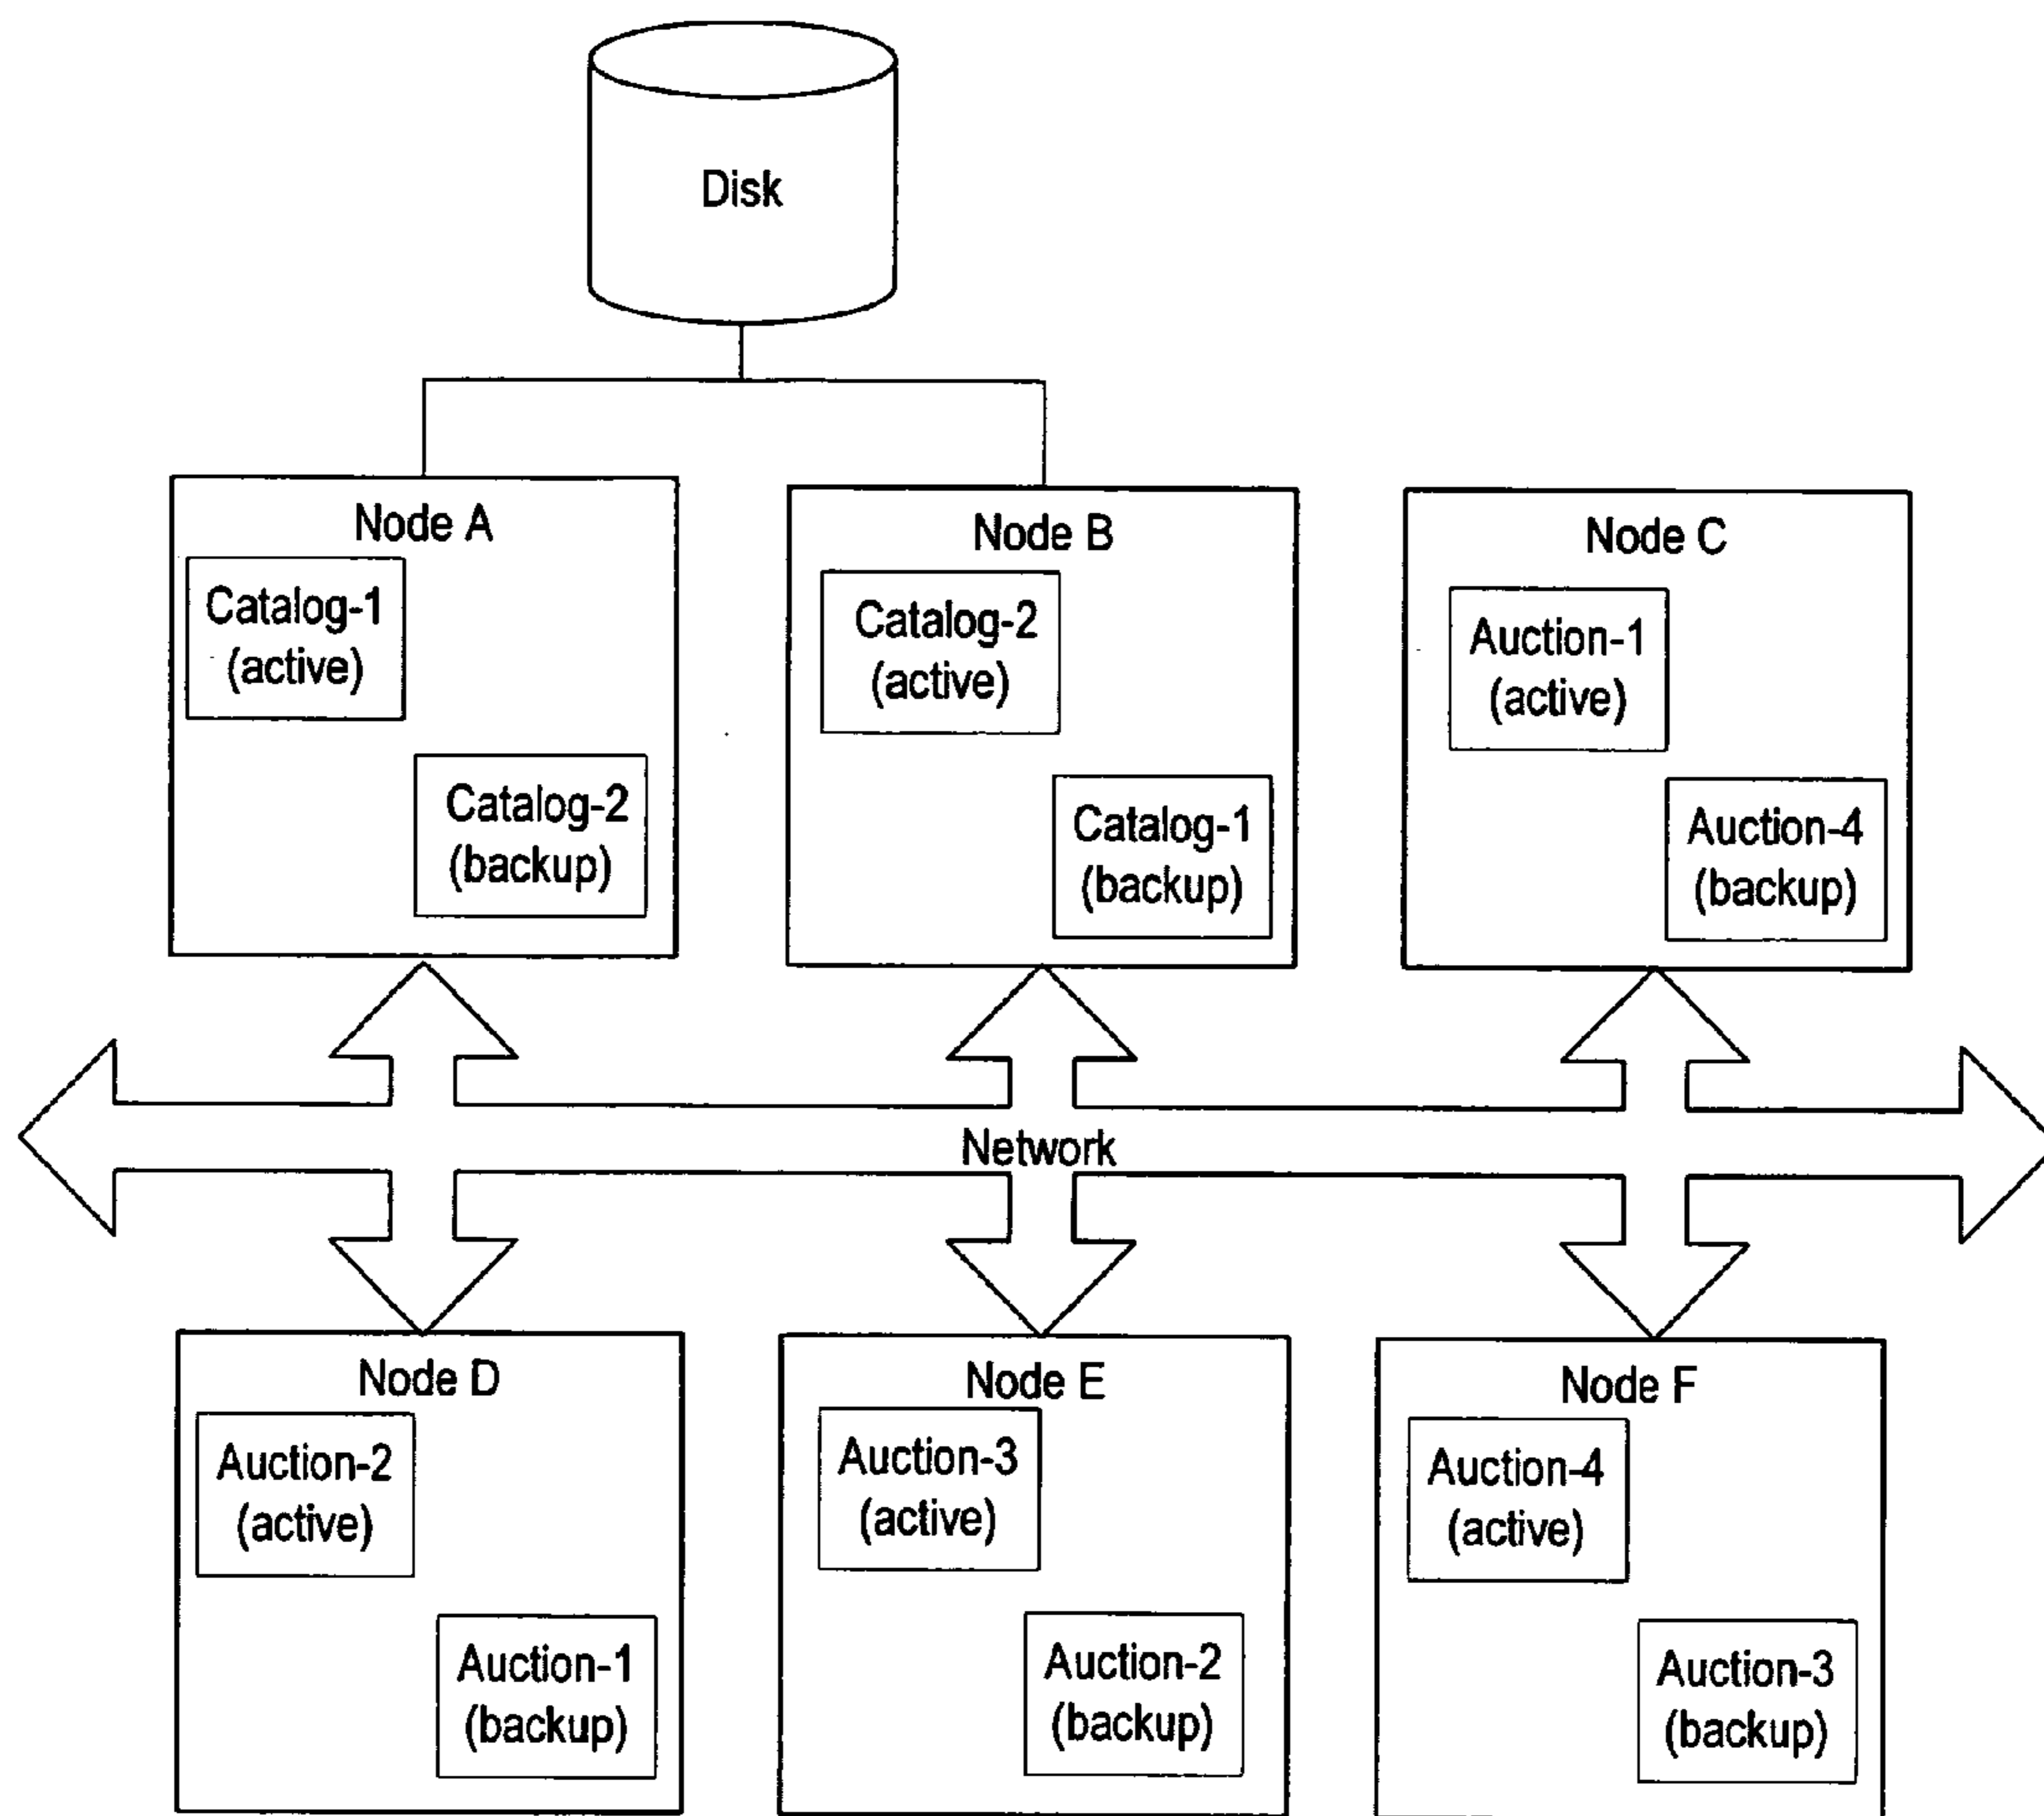 Disk
Node A
Catalog-1
(active)
Catalog-2
(backup)
Node B
Catalog-2
(active)
Catalog-1
(backup)
Node C
Auction-1
(active)
Auction-4
(backup)
Network
Node D
Auction-2
(active)
Auction-1
(backup)
Node E
Auction-3
(active)
Auction-2
(backup)
Node F
Auction-4
(active)
Auction-3
(backup)